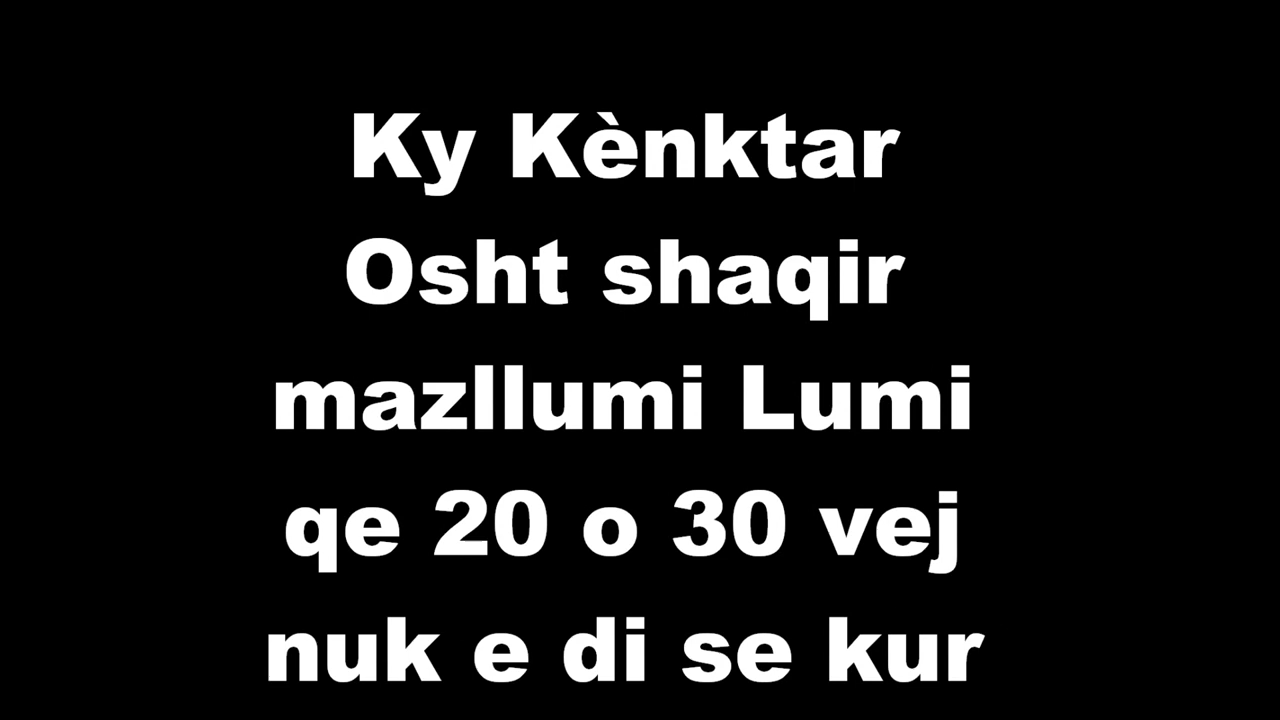 Ky Kènktar
Osht shaqir
mazllumi Lumi
qe 20 o 30 vej
nuk e di se kur